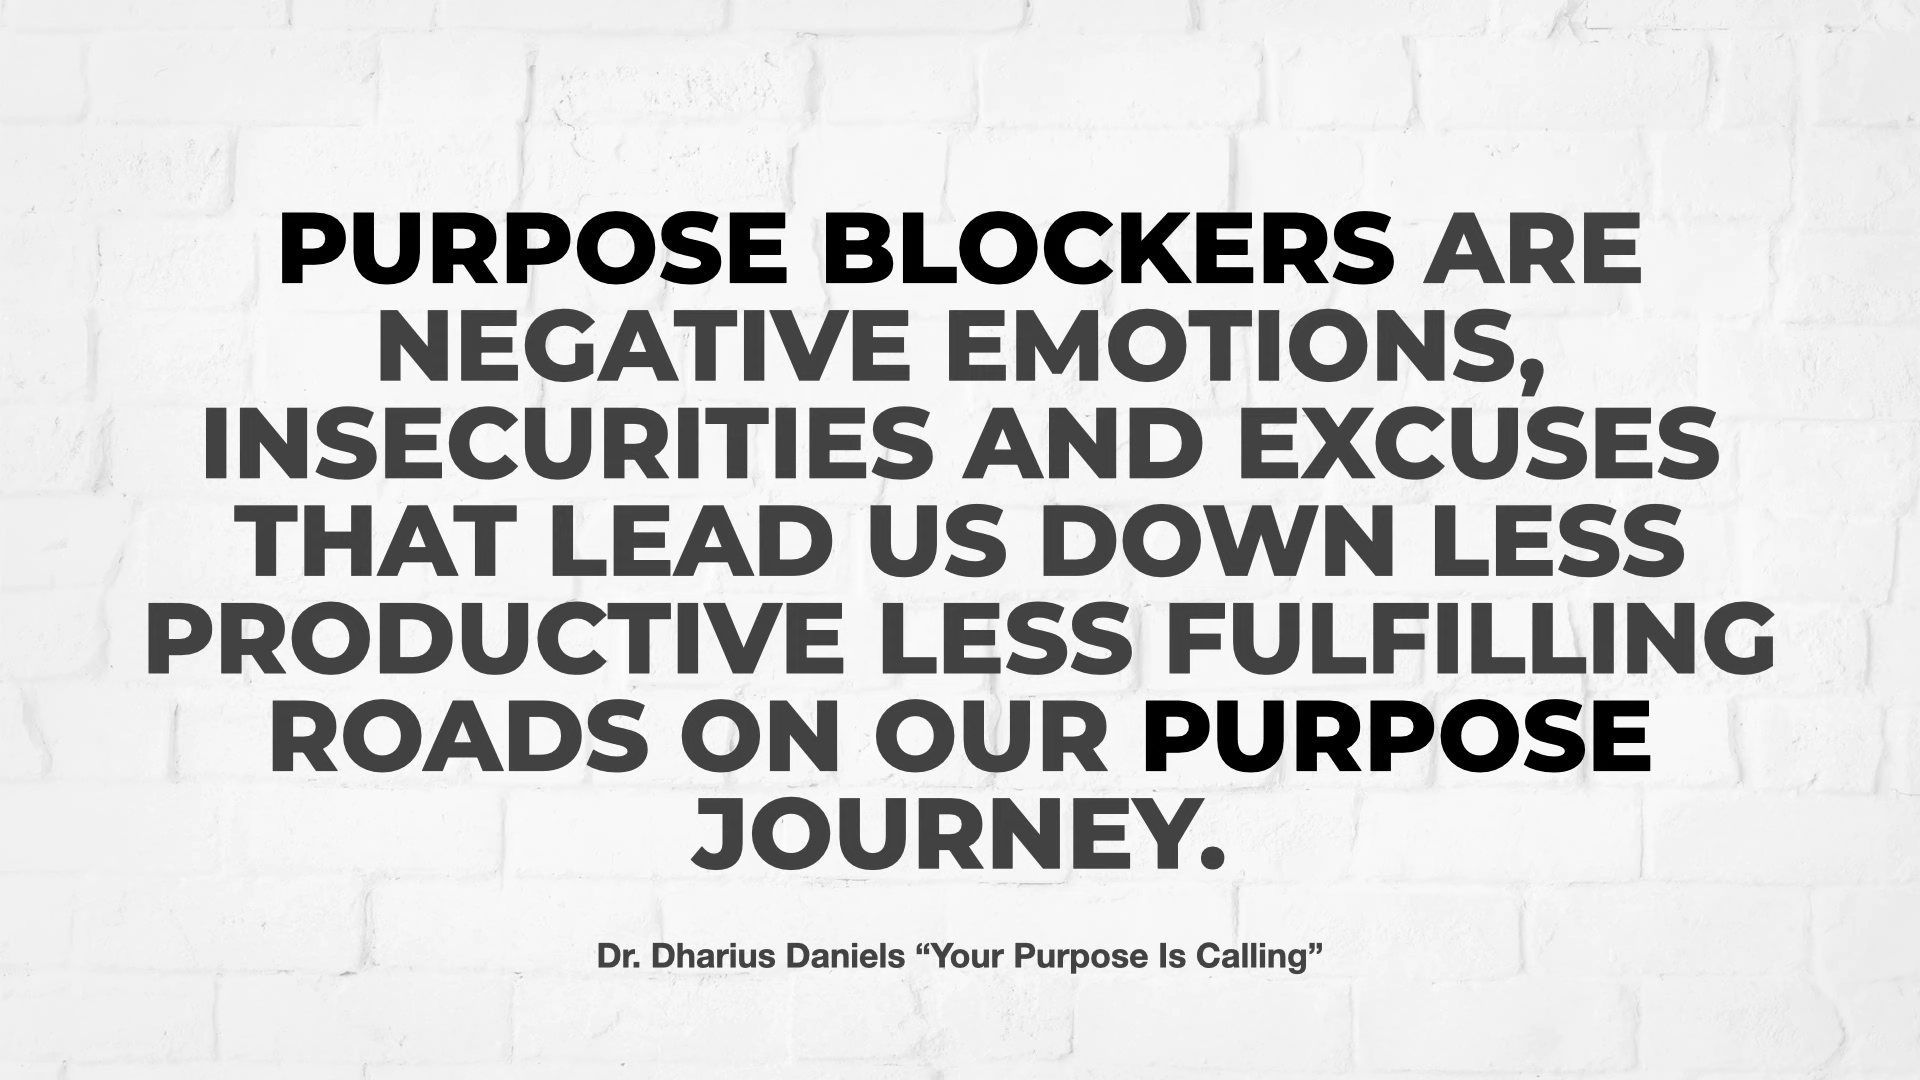 PURPOSE BLOCKERS ARE
NEGATIVE EMOTIONS,
INSECURITIES AND EXCUSES
THAT LEAD US DOWN LESS
PRODUCTIVE LESS FULFILLING
ROADS ON OUR PURPOSE
JOURNEY.
Dr. Dharius Daniels “Your Purpose Is Calling”